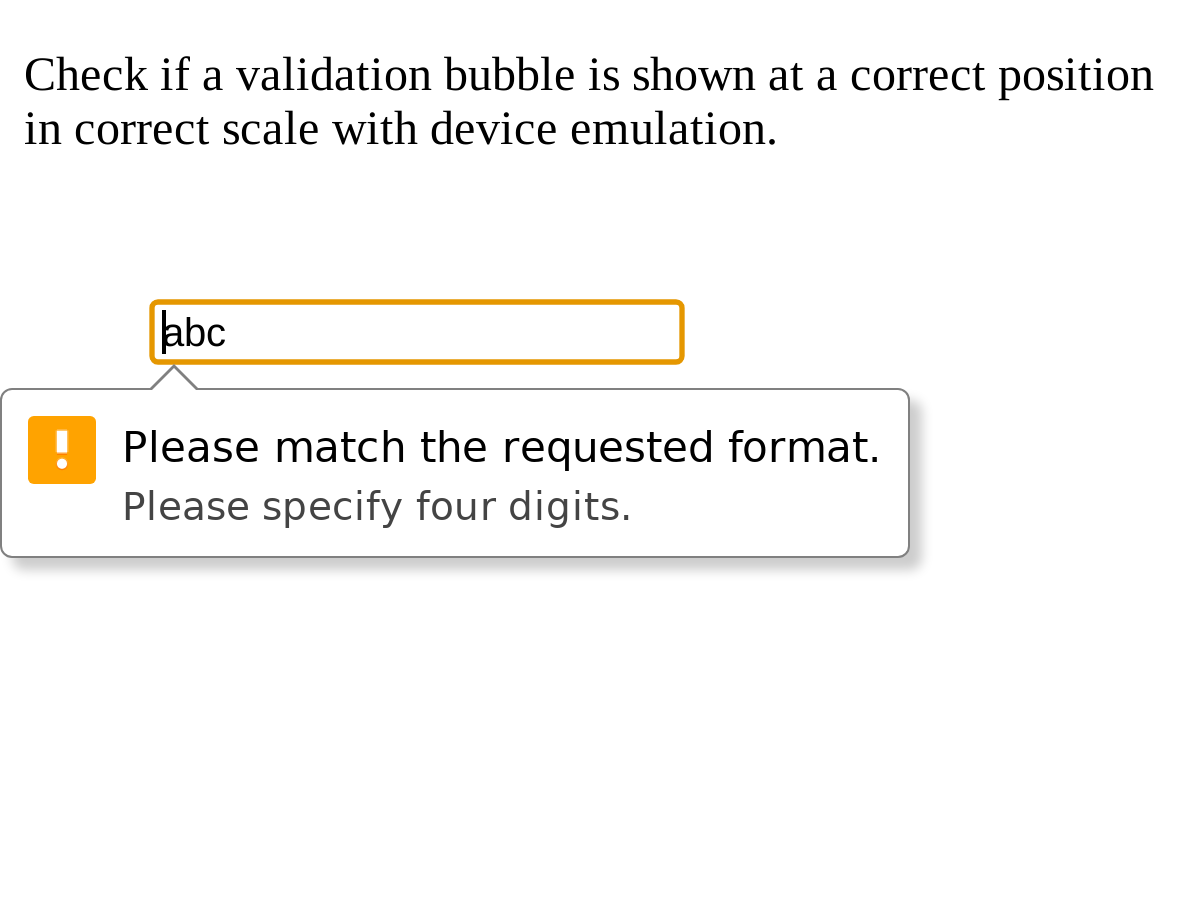 Check if a validation bubble is shown at a correct position
in correct scale with device emulation.
abc
Please match the requested format.
Please specify four digits.